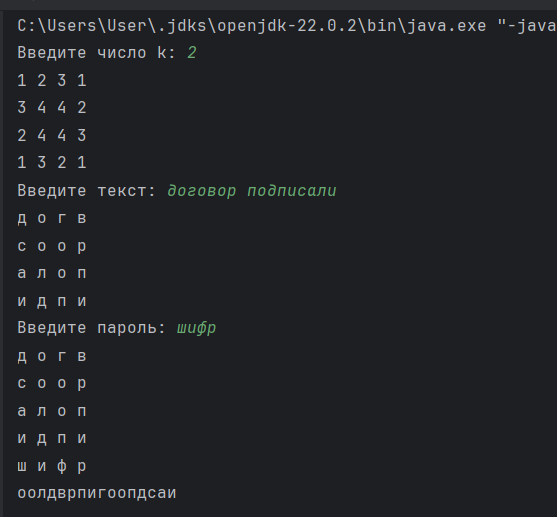 C:\Users\User\.jdks\openjdk-22.0.2\bin\java.exe "-java
Введите число k: 2
1 2 3 1
3 4 4 2
2 4 4 3
1 3 2 1
Введите текст: договор подписали
д о г в
с о о р
а л о п
и д п и
Введите пароль: шифр
д о г в
с о о р
а л о п
и д п и
ш и ф р
оолдврпигоопдсаи